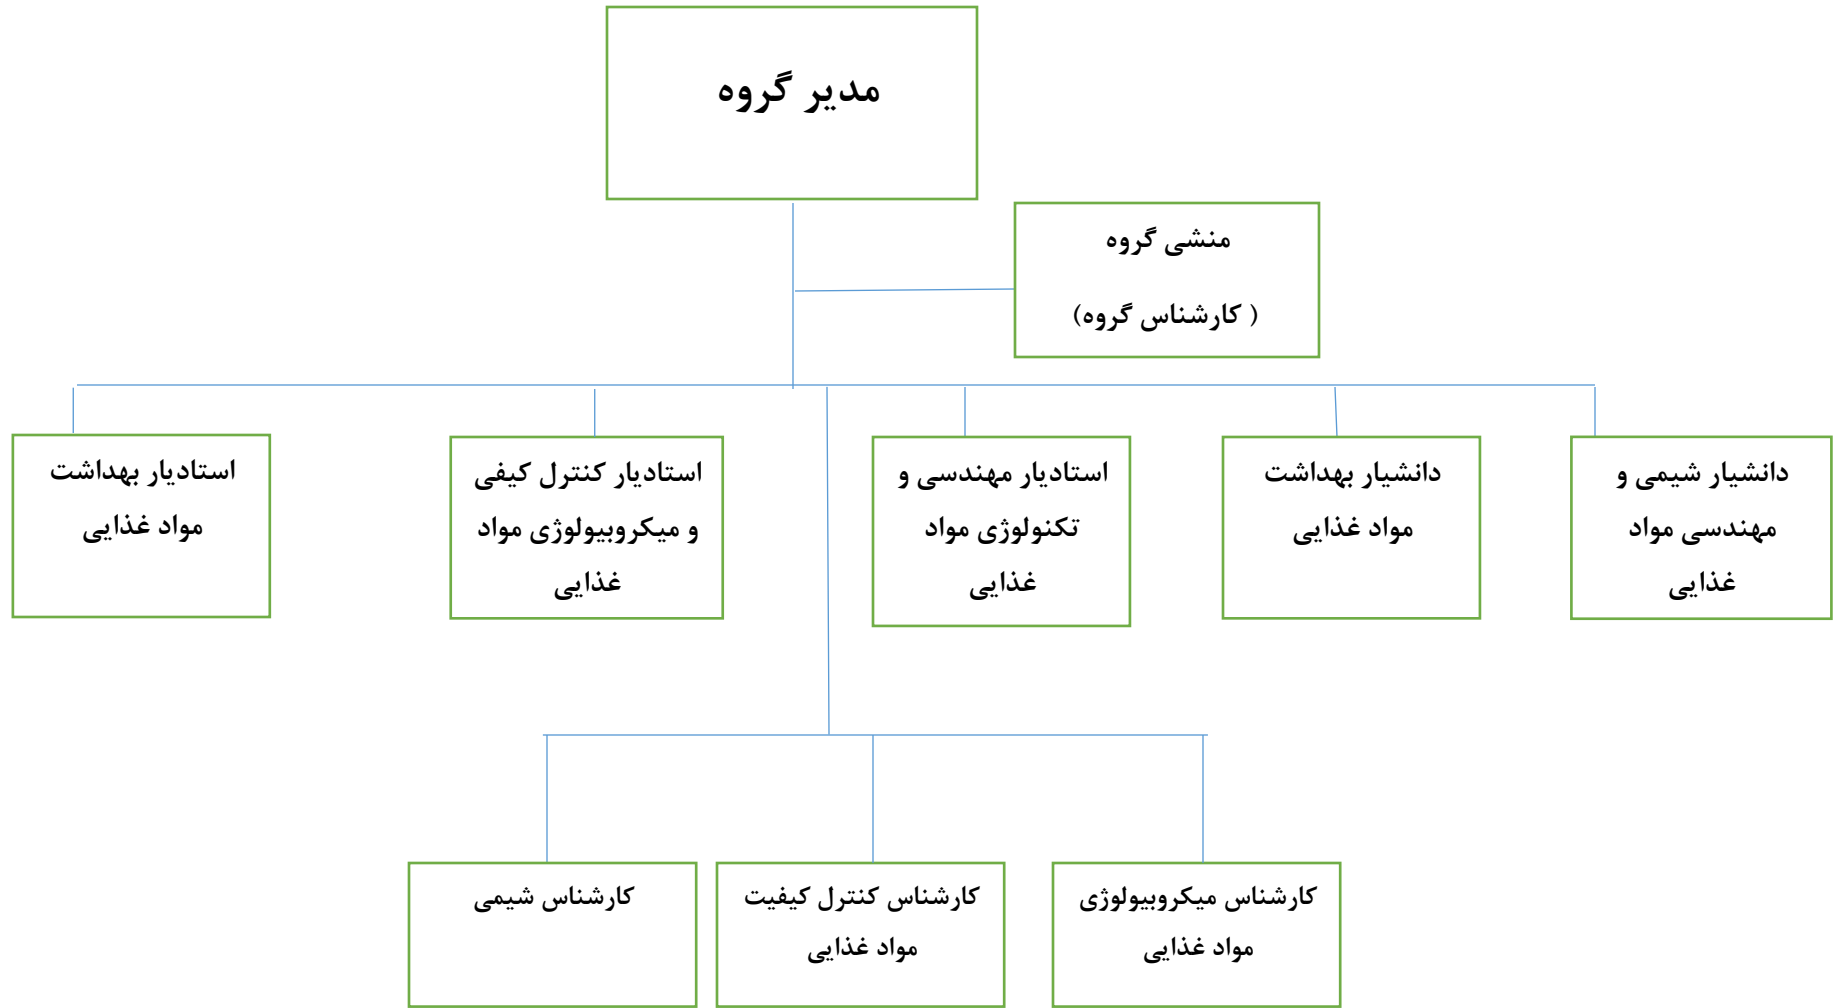 مدیر گروه
منشی گروه
( کارشناس گروه)
دانشیار شیمی و
مهندسی مواد
غذایی
دانشیار بهداشت
مواد غذایی
استادیار مهندسی و
تکنولوژی مواد
غذایی
استادیار کنترل کیفی
و میکروبیولوژی مواد
غذایی
استادیار بهداشت
مواد غذایی
کارشناس میکروبیولوژی
مواد غذایی
کارشناس کنترل کیفیت
مواد غذایی
کارشناس شیمی